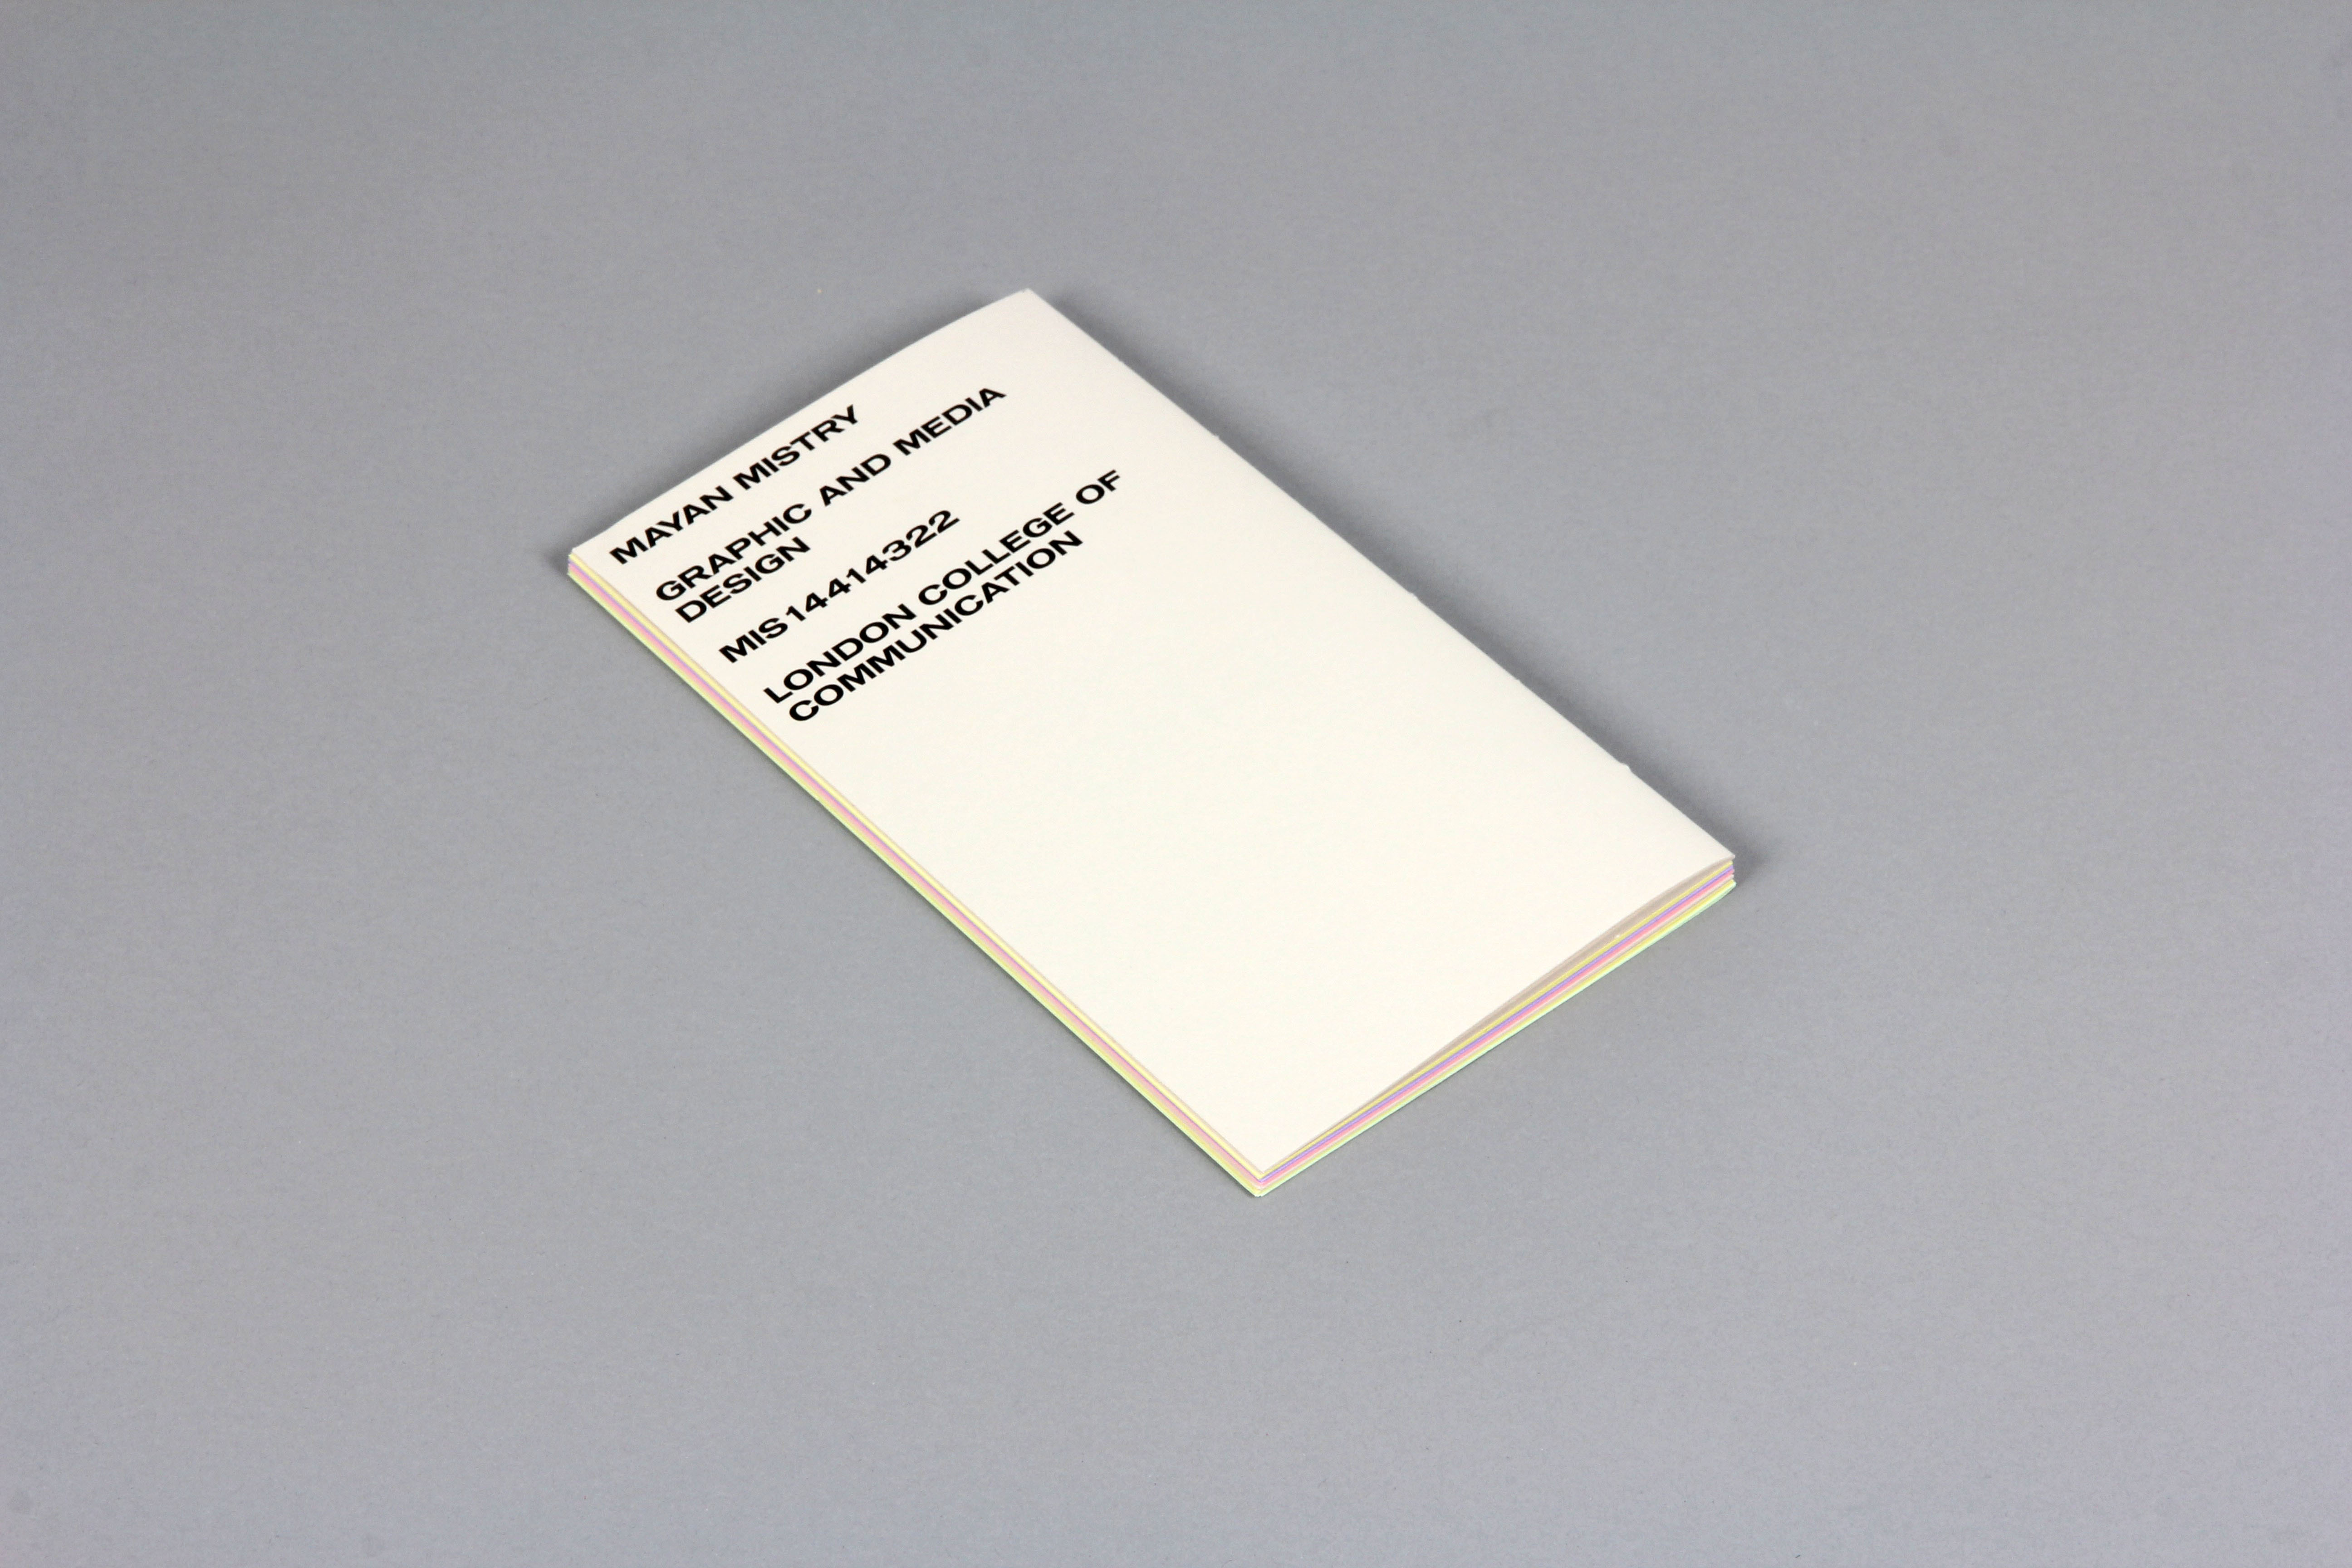 MAYAN MISTRY
GRAPHIC AND MEDIA
DESIGN
MIS14414322
LONDON COLLEGE OF
COMMUNICATION